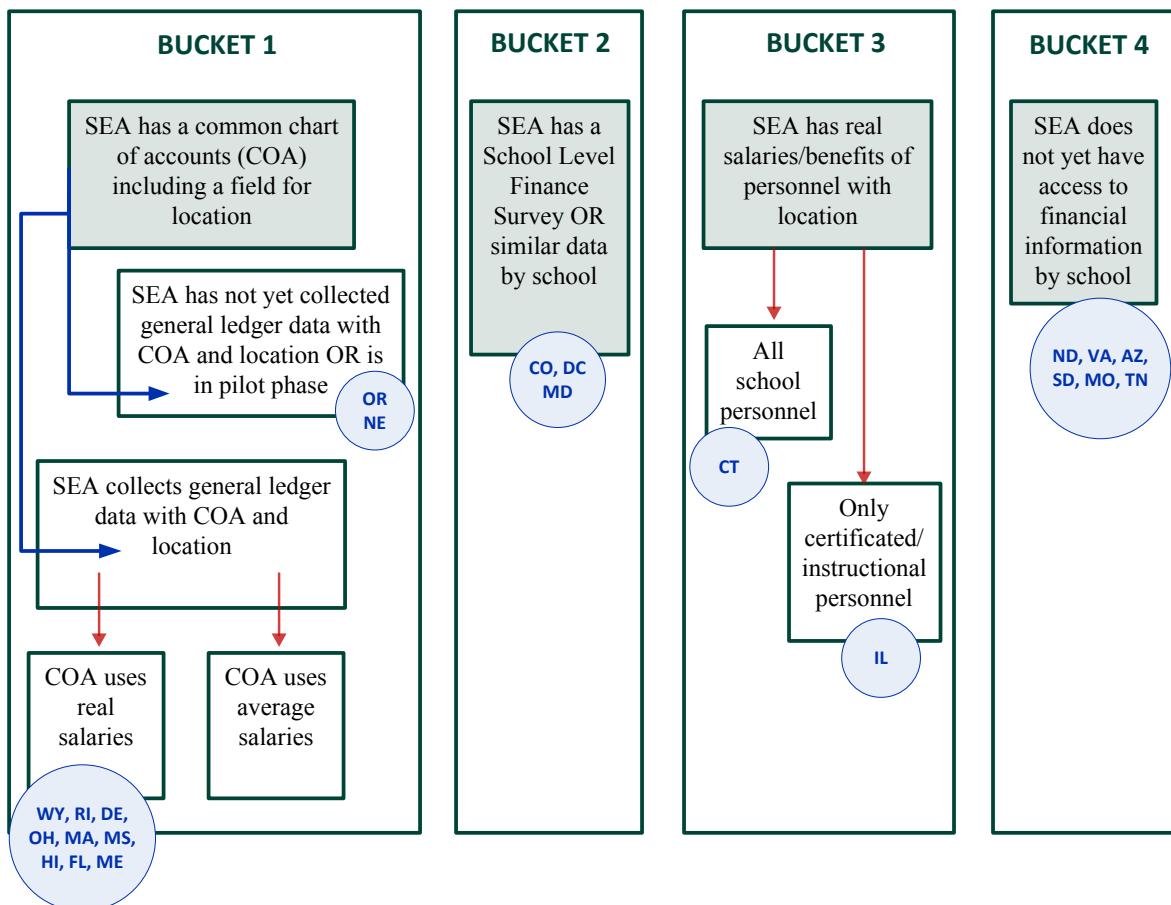 BUCKET 1
SEA has a common chart
of accounts (COA)
including a field for
location
SEA has not yet collected
general ledger data with
COA and location OR is
in pilot phase
OR
NE
SEA collects general ledger
data with COA and
location
COA uses
real
salaries
WY, RI, DE,
OH, MA, MS,
HI, FL, ME
COA uses
average
salaries
BUCKET 2
SEA has a
School Level
Finance
Survey OR
similar data
by school
CO, DC
MD
BUCKET 3
SEA has real
salaries/benefits of
personnel with
location
All
school
personnel
CT
Only
certificated/
instructional
personnel
IL
BUCKET 4
SEA does
not yet have
access to
financial
information
by school
ND, VA, AZ,
SD, MO, TN